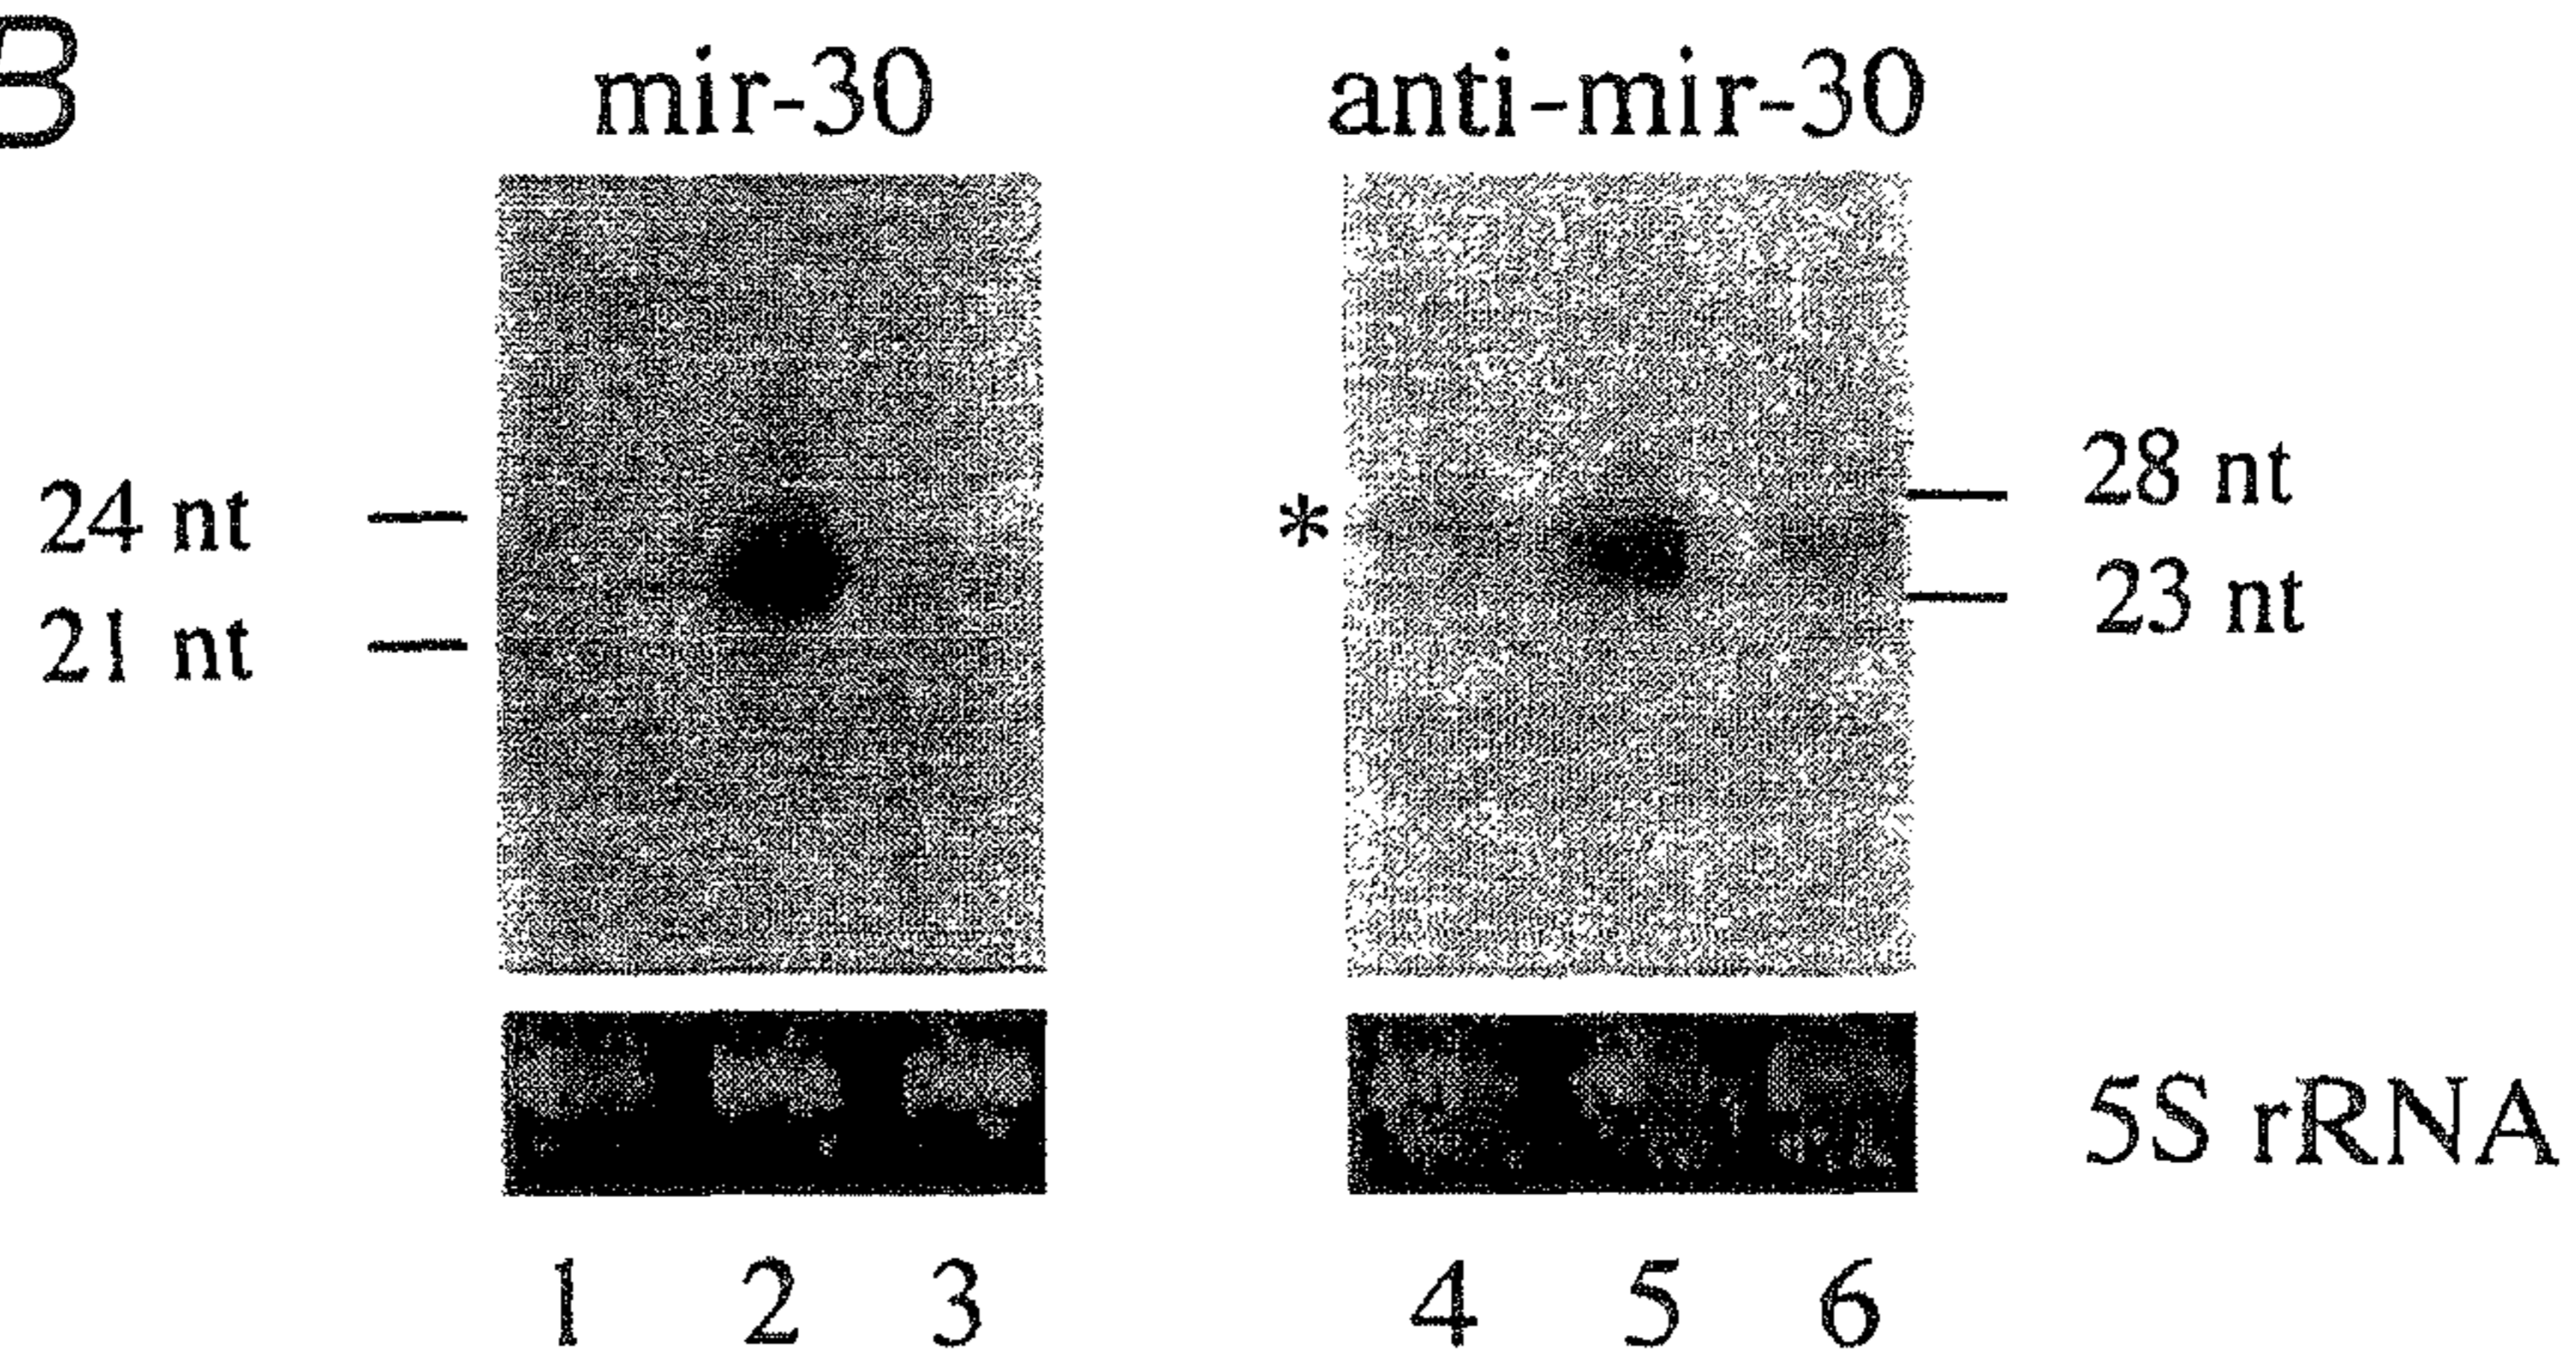 B
mir-30 anti-mir-30
28 nt
24 nt
*
23 nt
21 nt
5S rRNA
1 2 3 4 5 6